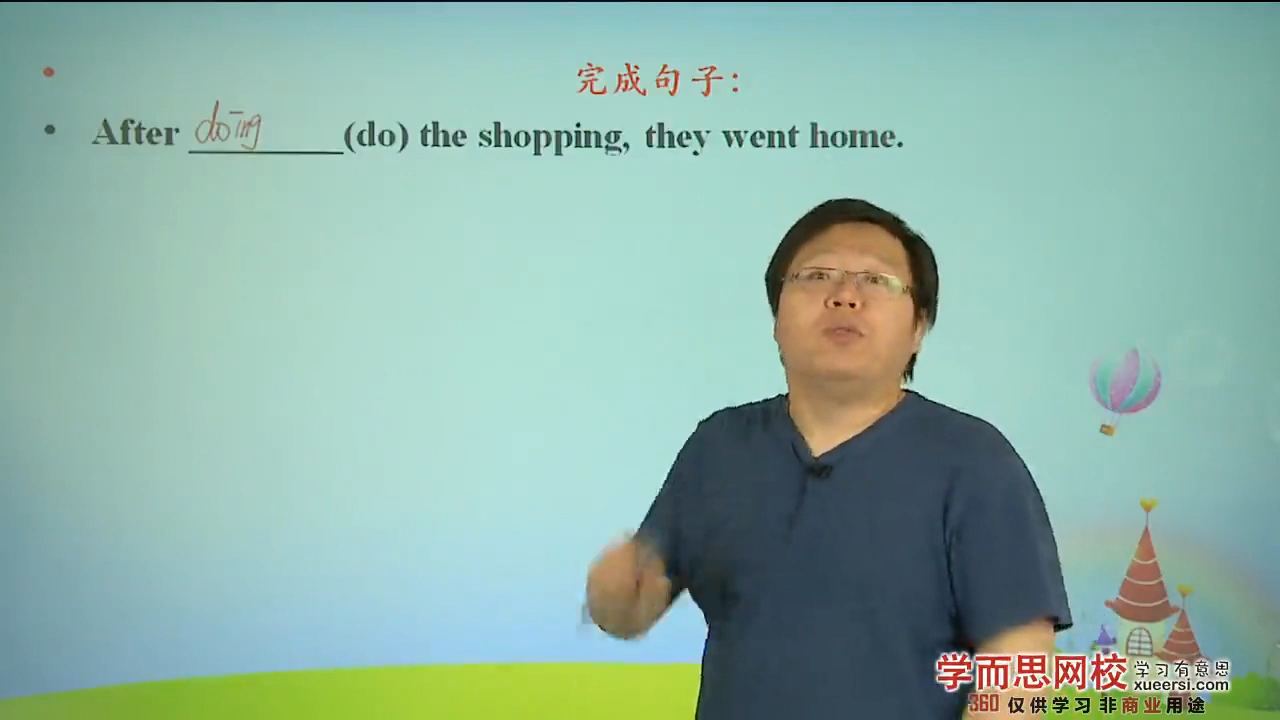 完成句子:
After doing (do) the shopping, they went home.
学而思网校 学习有意思
xueersi.com
360 仅供学习 非商业用途